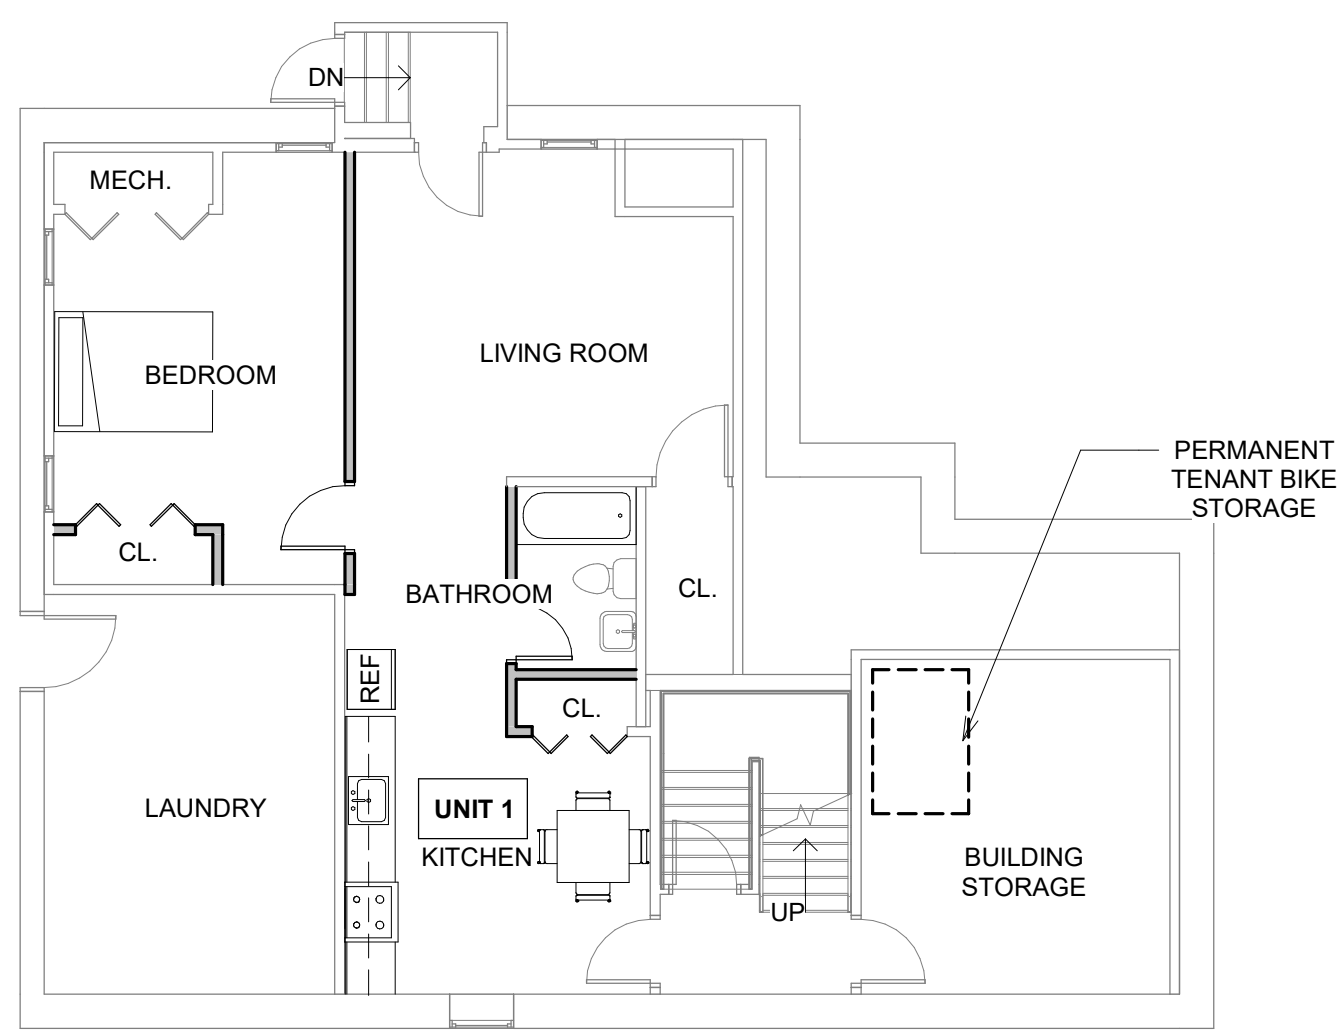 DN
MECH.
LIVING ROOM
BEDROOM
PERMANENT
TENANT BIKE
STORAGE
CL.
CL.
BATHROOM
REF
CL.
LAUNDRY
UNIT 1
KITCHEN
BUILDING
STORAGE
UP